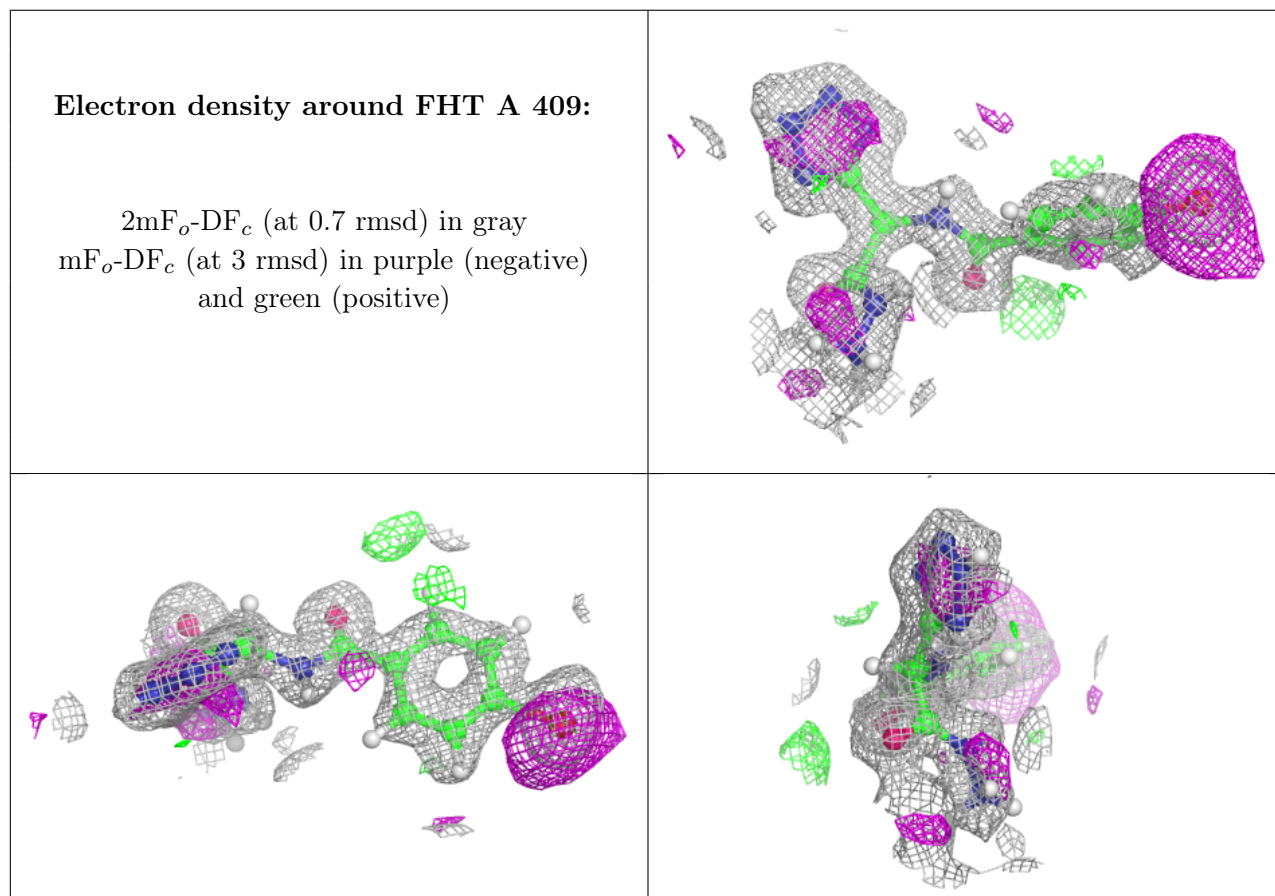 Electron density around FHT A 409:
2mFo-DFc (at 0.7 rmsd) in gray
mFo-DFc (at 3 rmsd) in purple (negative)
and green (positive)